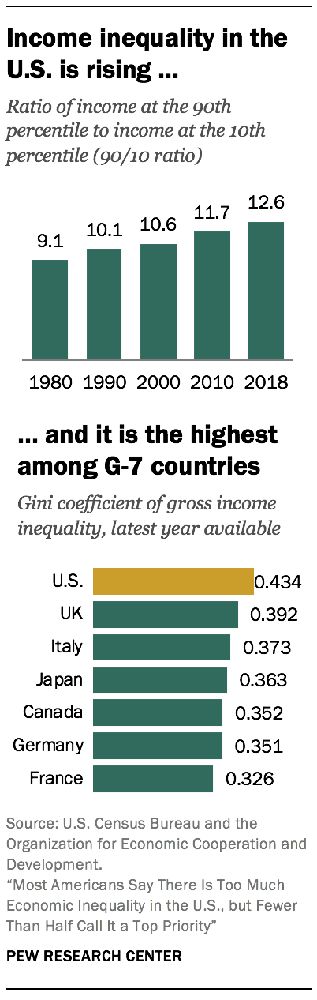 Income inequality in the
U.S. is rising ...
Ratio of income at the 90th
percentile to income at the 10th
percentile (90/10 ratio)
9.1 10.1 10.6 11.7 12.6
1980 1990 2000 2010 2018
... and it is the highest
among G-7 countries
Gini coefficient of gross income
inequality, latest year available
U.S. 0.434
UK 0.392
Italy 0.373
Japan 0.363
Canada 0.352
Germany 0.351
France 0.326
Source: U.S. Census Bureau and the
Organization for Economic Cooperation and
Development.
“Most Americans Say There Is Too Much
Economic Inequality in the U.S., but Fewer
Than Half Call It a Top Priority”
PEW RESEARCH CENTER